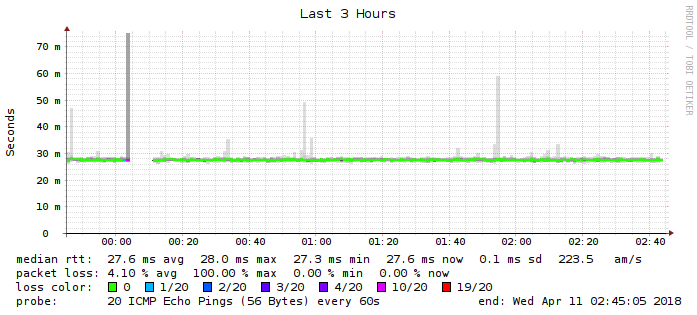 Last 3 Hours
RRDTOOL / TOBI OETIKER
Seconds
70 m
60 m
50 m
40 m
30 m
20 m
10 m
0
00:00 00:20 00:40 01:00 01:20 01:40 02:00 02:20 02:40
median rtt: 27.6 ms avg 28.0 ms max 27.3 ms min 27.6 ms now 0.1 ms sd 223.5 am/s
packet loss: 4.10 % avg 100.00 % max 0.00 % min 0.00 % now
loss color: 0 1/20 2/20 3/20 4/20 10/20 19/20
probe: 20 ICMP Echo Pings (56 Bytes) every 60s end: Wed Apr 11 02:45:05 2018